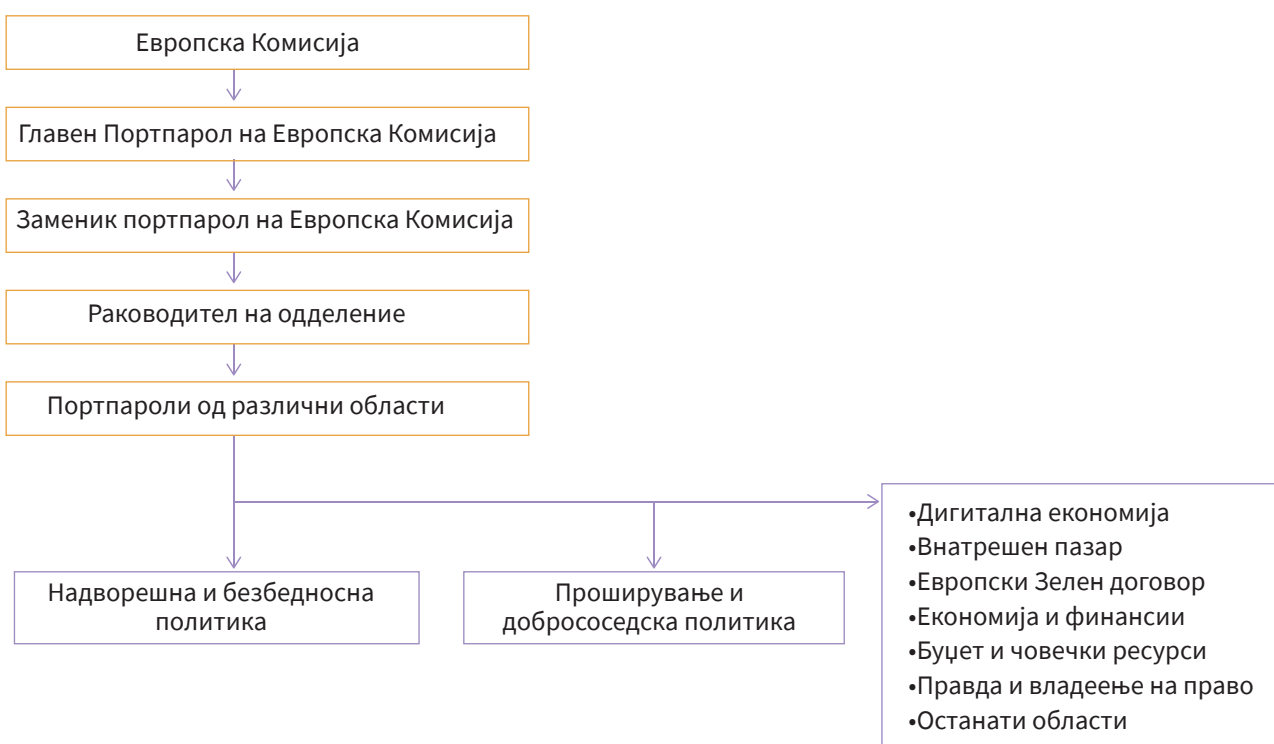 Европска Комисија
Главен Портпарол на Европска Комисија
Заменик портпарол на Европска Комисија
Раководител на одделение
Портпароли од различни области
Надворешна и безбедносна
политика
Проширување и
добрососедска политика
•Дигитална економија
•Внатрешен пазар
•Европски Зелен договор
•Економија и финансии
•Буџет и човечки ресурси
•Правда и владеење на право
•Останати области